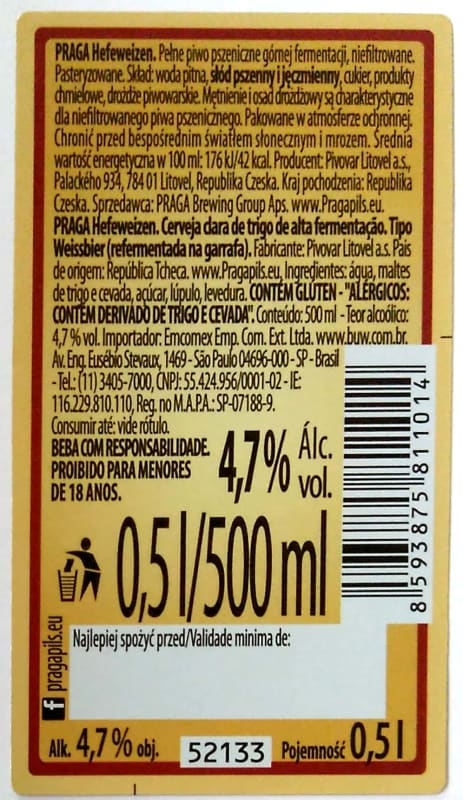 PRAGA Hefeweizen. Pełne piwo pszeniczne górnej fermentacji, niefiltrowane.
Pasteryzowane. Skład: woda pitna, słód pszenny i jęczmienny, cukier, produkty
chmielowe, drożdże piwowarskie. Mętnienie i osad drożdżowy są charakterystyczne
dla niefiltrowanego piwa pszenicznego. Pakowane w atmosferze ochronnej.
Chronić przed bespośrednim światłem słonecznym i mrozem. Średnia
wartość energetyczna w 100 ml: 176 kJ/42 kcal. Producent: Pivovar Litovel a.s.,
Palackého 934, 784 01 Litovel, Republika Czeska. Kraj pochodzenia: Republika
Czeska. Sprzedawca: PRAGA Brewing Group Aps. www.Pragapils.eu.
PRAGA Hefeweizen. Cerveja clara de trigo de alta fermentação. Tipo
Weissbier (refermentada na garrafa). Fabricante: Pivovar Litovel a.s. Pais
de origem: República Tcheca. www.Pragapils.eu, Ingredientes: água, maltes
de trigo e cevada, açúcar, lúpulo, levedura. CONTÉM GLÚTEN - "ALÉRGICOS:
CONTÉM DERIVADO DE TRIGO E CEVADA". Conteúdo: 500 ml - Teor alcoólico:
4,7 % vol. Importador: Emcomex Emp. Com. Ext. Ltda. www.buw.com.br.
Av. Eng. Eusébio Stevaux, 1469 - São Paulo 04696-000 - SP - Brasil
- Tel.: (11) 3405-7000, CNPJ: 55.424.956/0001-02 - IE:
116.229.810.110, Reg. no M.A.P.A.: SP-07188-9.
Consumir até: vide rótulo.
BEBA COM RESPONSABILIDADE.
PROIBIDO PARA MENORES
DE 18 ANOS.
4,7% Álc.
vol.
8 593875 811014
0,5 l/500 ml
f pragapils.eu
Najlepiej spożyć przed/Validade minima de:
Alk. 4,7 % obj.
52133
Pojemność 0,5 l